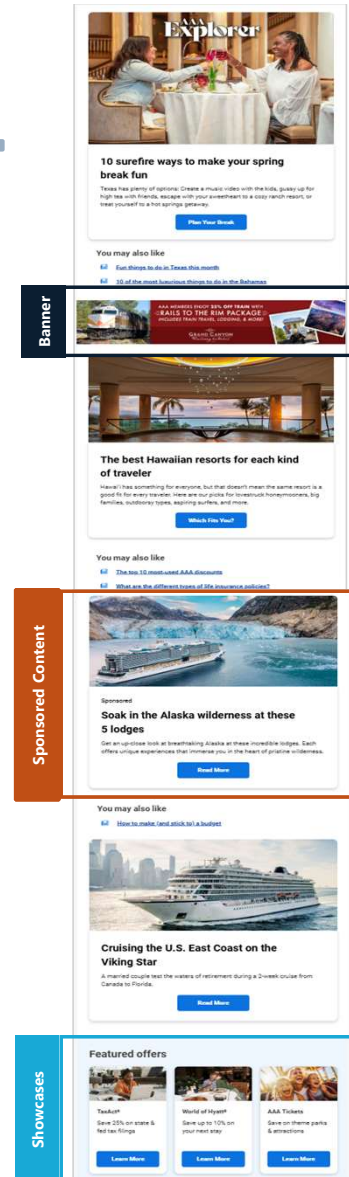 AAA
Explorer
10 surefire ways to make your spring
break fun
Texas has plenty of options: Create a music video with the kids, gussy up for
high tea with friends, escape with your sweetheart to a cozy ranch resort, or
treat yourself to a hot springs getaway.
Plan Your Break
You may also like
Fun things to do in Texas this month
10 of the most luxurious things to do in the Bahamas
Banner
AAA MEMBERS ENJOY 25% OFF TRAIN WITH
RAILS TO THE RIM PACKAGE
INCLUDES TRAIN TRAVEL, LODGING, & MORE!
GRAND CANYON
The best Hawaiian resorts for each kind
of traveler
Hawai'i has something for everyone, but that doesn't mean the same resort is a
good fit for every traveler. Here are our picks for lovestruck honeymooners, big
families, outdoorsy types, aspiring surfers, and more.
Which Fits You?
You may also like
The top 10 most-used AAA discounts
What are the different types of life insurance policies?
Sponsored Content
Sponsored
Soak in the Alaska wilderness at these
5 lodges
Get an up-close look at breathtaking Alaska at these incredible lodges. Each
offers unique experiences that immerse you in the heart of pristine wilderness.
Read More
You may also like
How to make (and stick to) a budget
Cruising the U.S. East Coast on the
Viking Star
A married couple test the waters of retirement during a 2-week cruise from
Canada to Florida.
Read More
Showcases
Featured offers
TaxAct®
Save 25% on state &
fed tax filings
Learn More
World of Hyatt®
Save up to 10% on
your next stay
Learn More
AAA Tickets
Save on theme parks
& attractions
Learn More